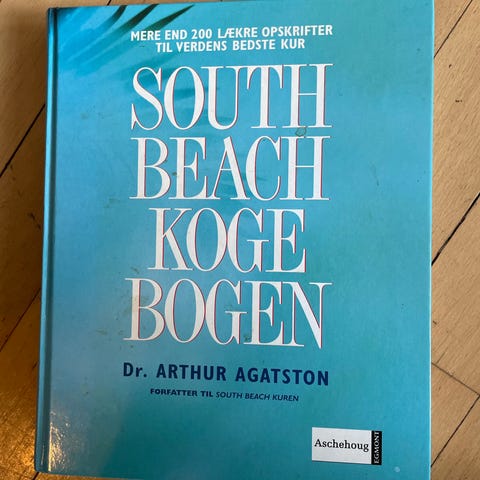 MERE END 200 LÆKRE OPSKRIFTER
TIL VERDENS BEDSTE KUR
SOUTH
BEACH
KOGE
BOGEN
Dr. ARTHUR AGATSTON
FORFATTER TIL SOUTH BEACH KUREN
Aschehoug
EGMONT